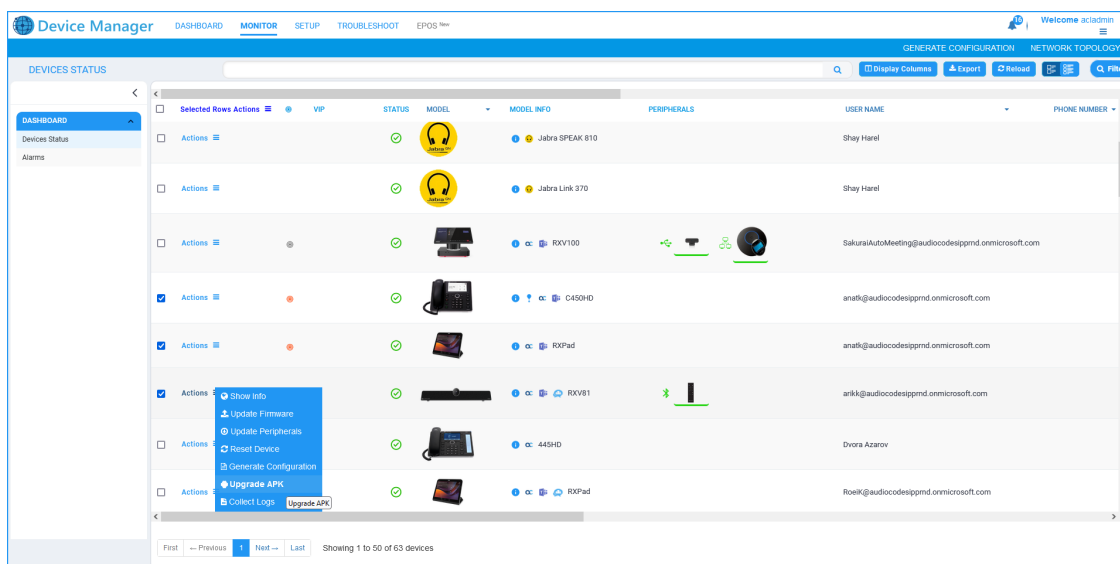 Device Manager DASHBOARD MONITOR SETUP TROUBLESHOOT EPOS New 16 Welcome acladmin
GENERATE CONFIGURATION NETWORK TOPOLOGY
DEVICES STATUS Display Columns Export Reload Filte
Selected Rows Actions VIP STATUS MODEL MODEL INFO PERIPHERALS USER NAME PHONE NUMBER
DASHBOARD
Devices Status
Alarms
Actions Jabra Jabra SPEAK 810 Shay Harel
Actions Jabra Jabra Link 370 Shay Harel
Actions RXV100 SakuraiAutoMeeting@audiocodesipprnd.onmicrosoft.com
Actions C450HD anatk@audiocodesipprnd.onmicrosoft.com
Actions RXPad anatk@audiocodesipprnd.onmicrosoft.com
Actions RXV81 arikk@audiocodesipprnd.onmicrosoft.com
Show Info
Update Firmware
Update Peripherals
Actions 445HD Dvora Azarov
Reset Device
Generate Configuration
Upgrade APK
Actions RXPad RoeiK@audiocodesipprnd.onmicrosoft.com
Collect Logs
Upgrade APK
First ← Previous 1 Next → Last Showing 1 to 50 of 63 devices